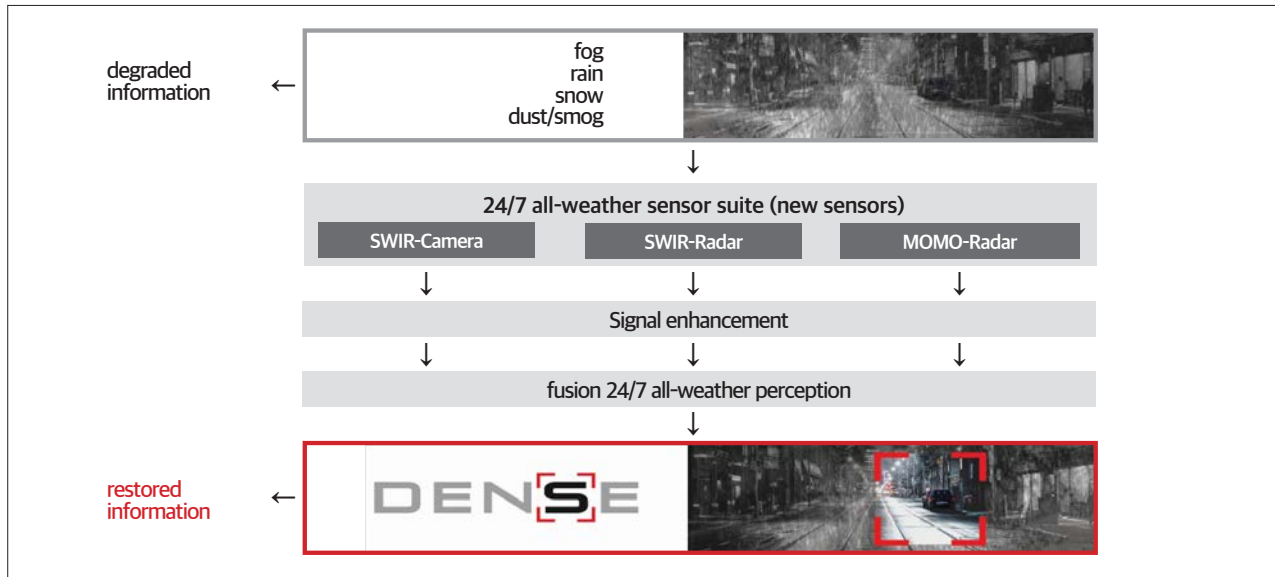 degraded
information
fog
rain
snow
dust/smog
24/7 all-weather sensor suite (new sensors)
SWIR-Camera
SWIR-Radar
MOMO-Radar
Signal enhancement
fusion 24/7 all-weather perception
restored
information
DENSE